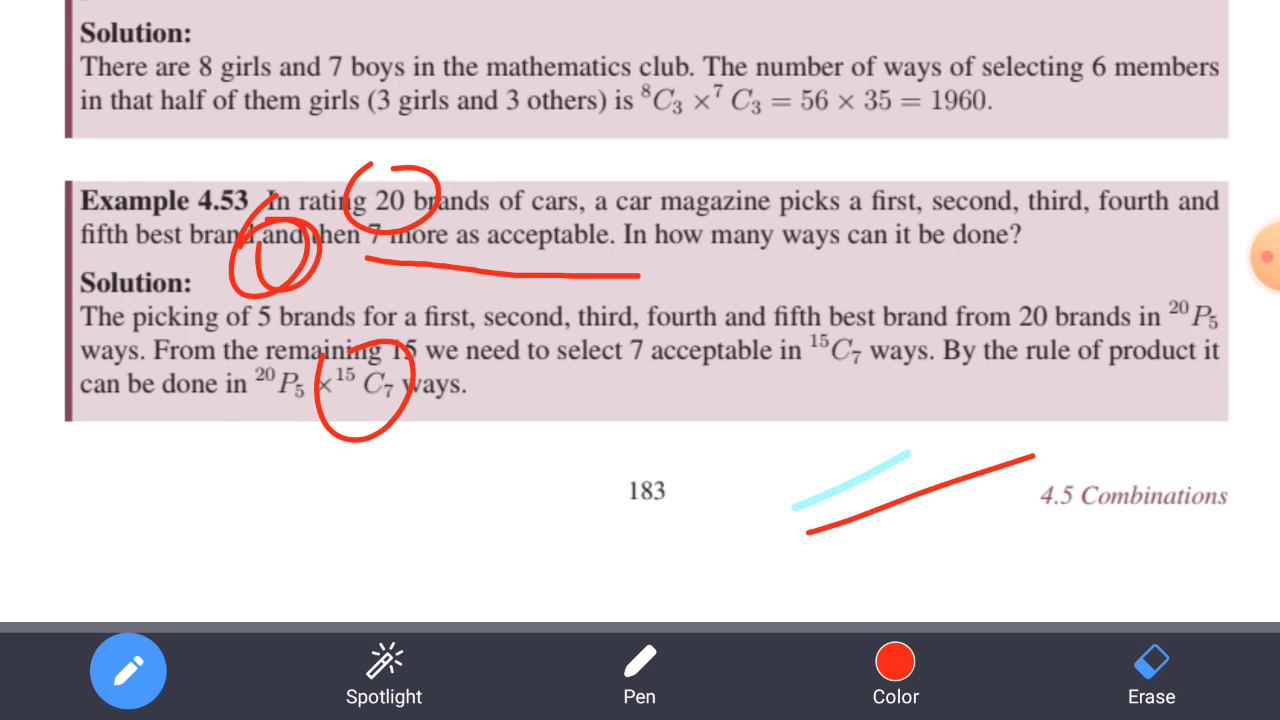 Solution:
There are 8 girls and 7 boys in the mathematics club. The number of ways of selecting 6 members
in that half of them girls (3 girls and 3 others) is ⁸C₃ ×⁷ C₃ = 56 × 35 = 1960.
Example 4.53 In rating 20 brands of cars, a car magazine picks a first, second, third, fourth and
fifth best brand and then 7 more as acceptable. In how many ways can it be done?
Solution:
The picking of 5 brands for a first, second, third, fourth and fifth best brand from 20 brands in ²⁰P₅
ways. From the remaining 15 we need to select 7 acceptable in ¹⁵C₇ ways. By the rule of product it
can be done in ²⁰P₅ ×¹⁵ C₇ ways.
183
4.5 Combinations
Spotlight
Pen
Color
Erase